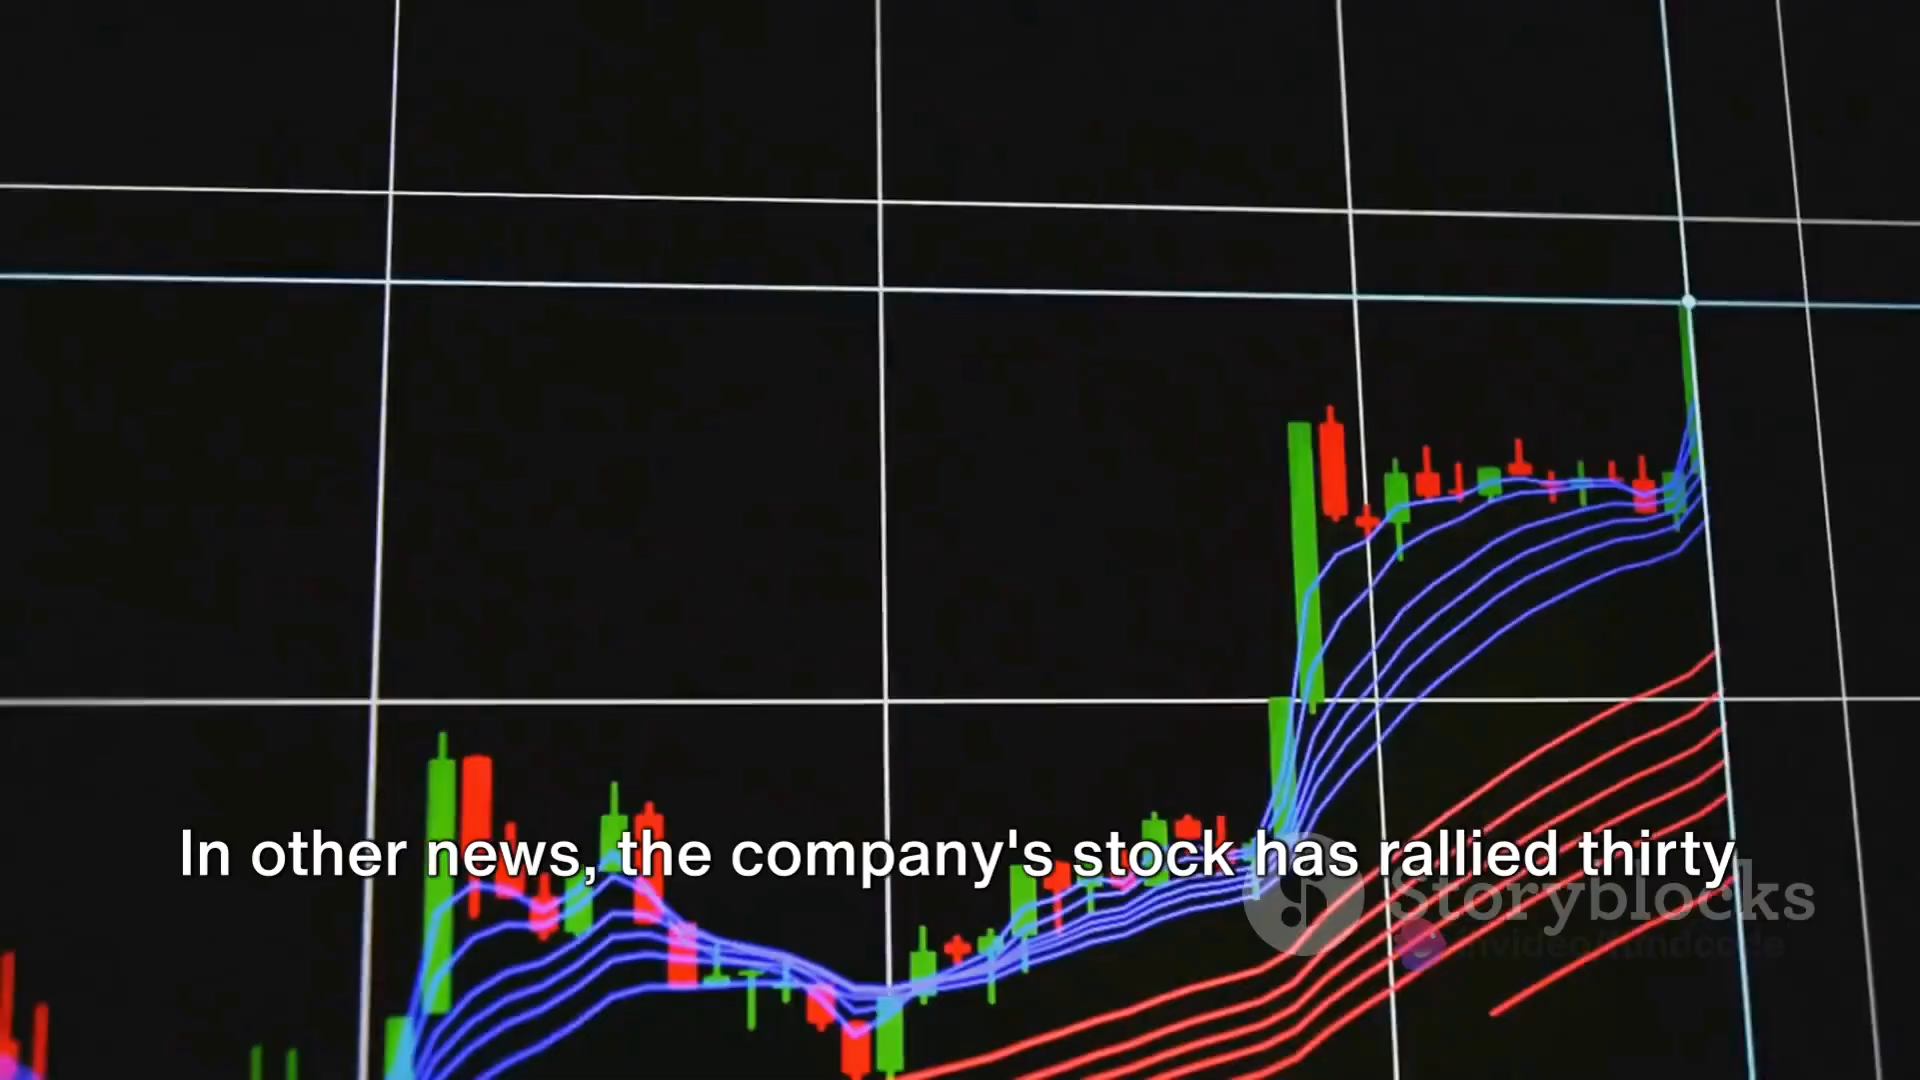 In other news, the company's stock has rallied thirty
Storyblocks